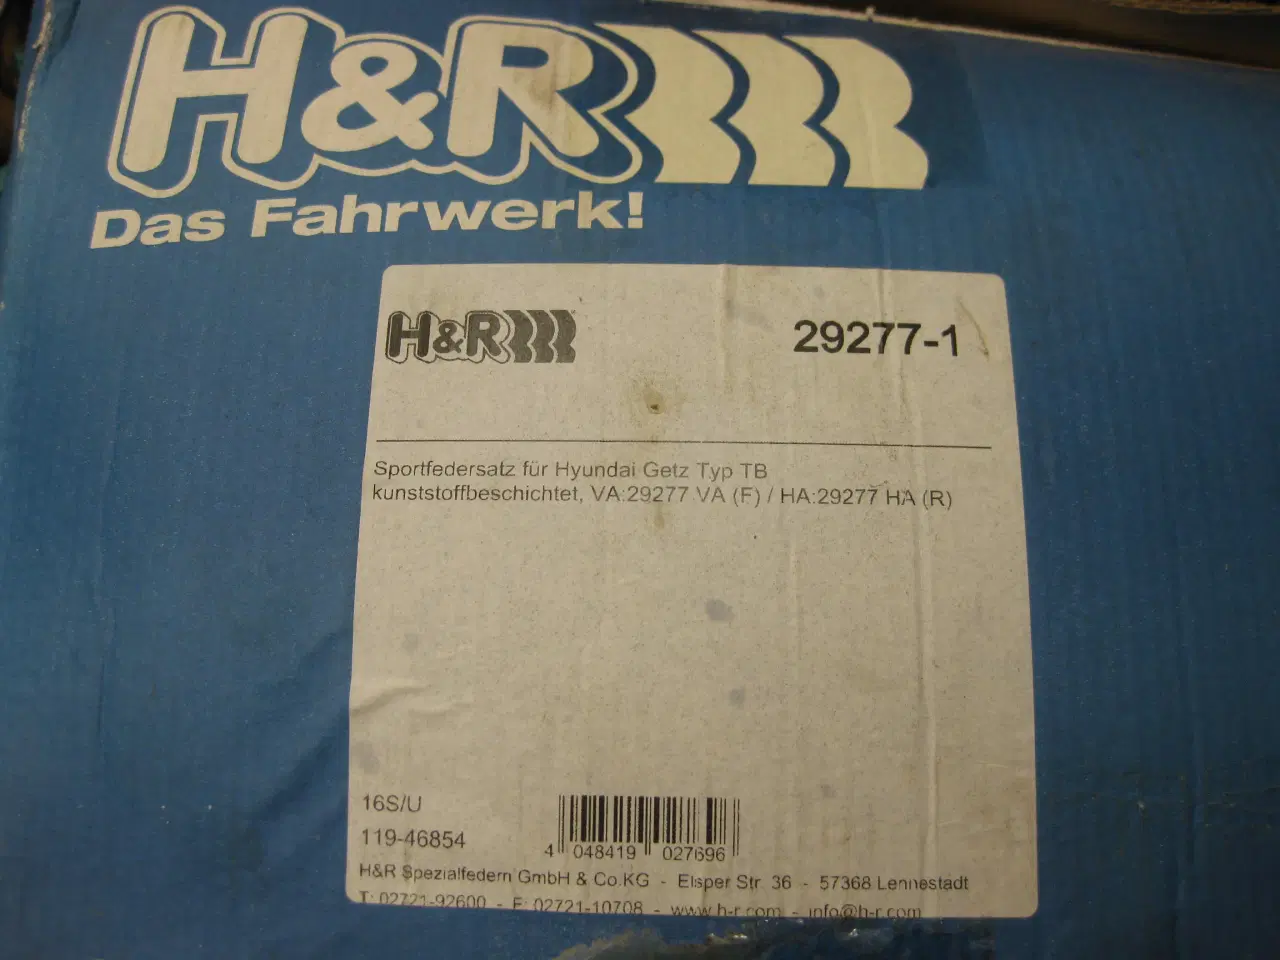 H&R
Das Fahrwerk!
H&R
29277-1
Sportfedersatz für Hyundai Getz Typ TB
kunststoffbeschichtet, VA:29277 VA (F) / HA:29277 HA (R)
16S/U
119-46854
4 048419 027696
H&R Spezialfedern GmbH & Co.KG - Elsper Str. 36 - 57368 Lennestadt
T: 02721-92600 - F: 02721-10708 - www.h-r.com - info@h-r.com